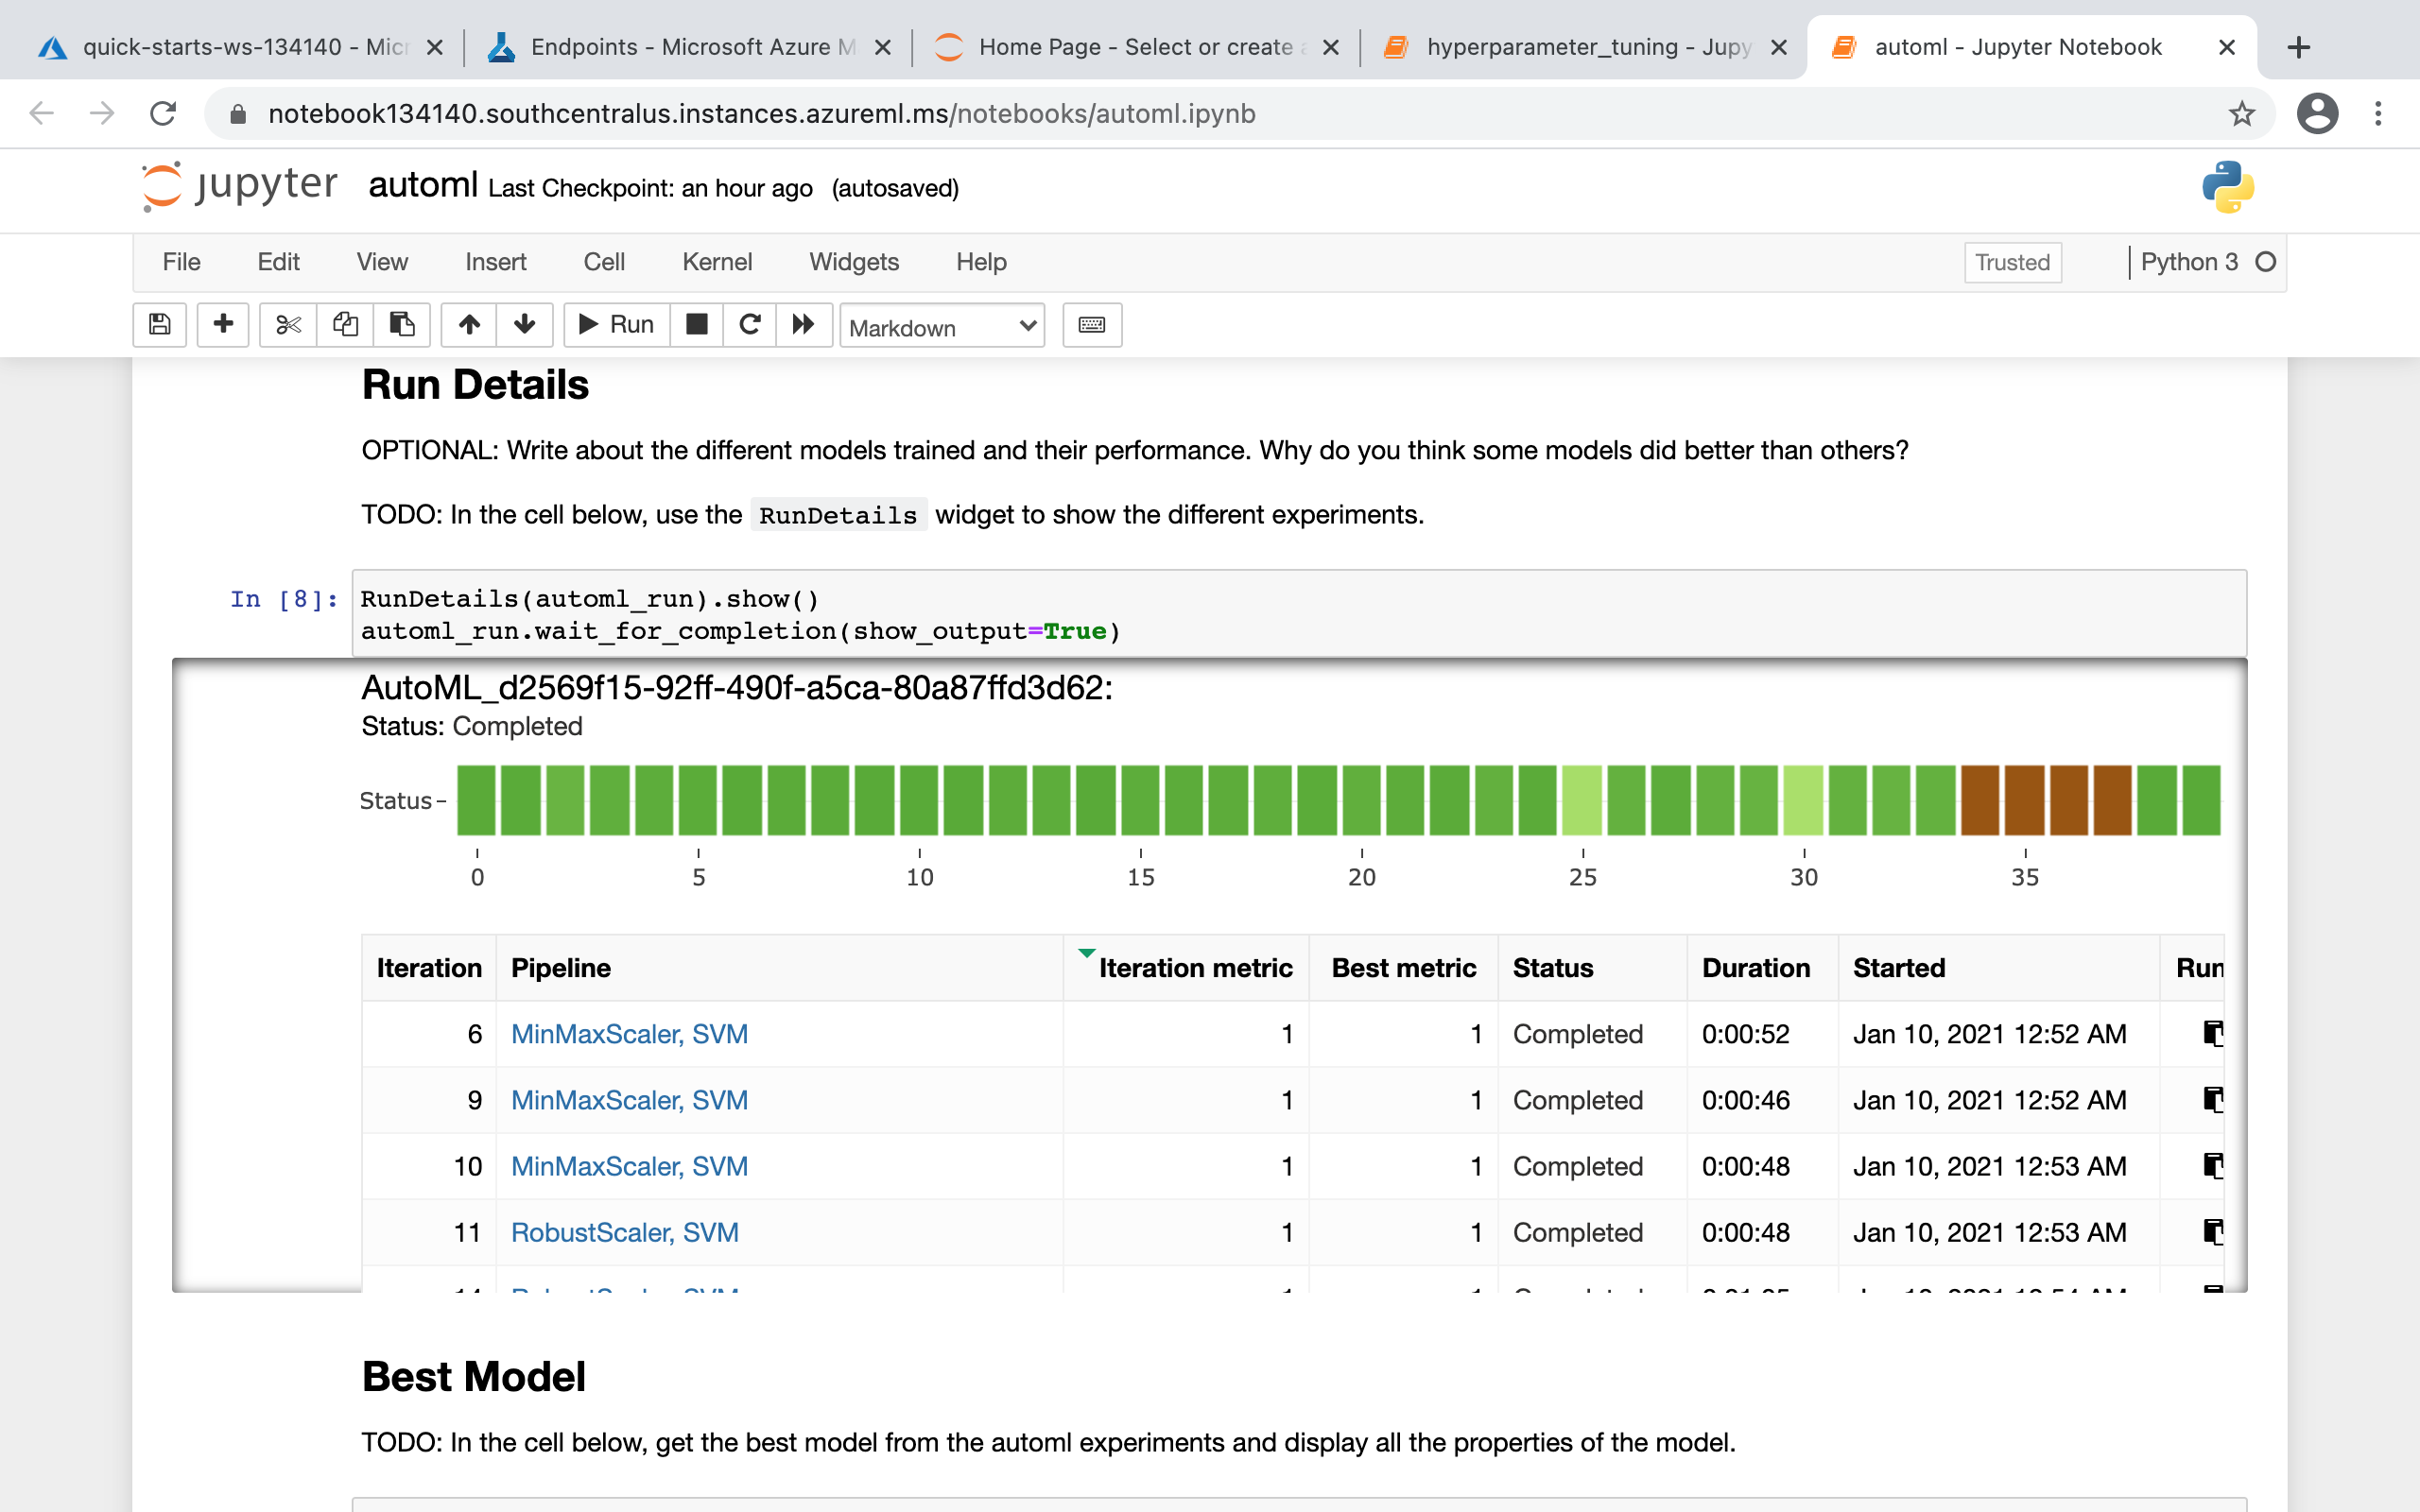 quick-starts-ws-134140 - Micr
Endpoints - Microsoft Azure M
Home Page - Select or create a
hyperparameter_tuning - Jupy
automl - Jupyter Notebook
notebook134140.southcentralus.instances.azureml.ms/notebooks/automl.ipynb
jupyter automl Last Checkpoint: an hour ago (autosaved)
File Edit View Insert Cell Kernel Widgets Help Trusted Python 3
Run Markdown
Run Details
OPTIONAL: Write about the different models trained and their performance. Why do you think some models did better than others?
TODO: In the cell below, use the RunDetails widget to show the different experiments.
In [8]: RunDetails(automl_run).show()
automl_run.wait_for_completion(show_output=True)
AutoML_d2569f15-92ff-490f-a5ca-80a87ffd3d62:
Status: Completed
Status
0 5 10 15 20 25 30 35
Iteration Pipeline Iteration metric Best metric Status Duration Started Run
6 MinMaxScaler, SVM 1 1 Completed 0:00:52 Jan 10, 2021 12:52 AM
9 MinMaxScaler, SVM 1 1 Completed 0:00:46 Jan 10, 2021 12:52 AM
10 MinMaxScaler, SVM 1 1 Completed 0:00:48 Jan 10, 2021 12:53 AM
11 RobustScaler, SVM 1 1 Completed 0:00:48 Jan 10, 2021 12:53 AM
Best Model
TODO: In the cell below, get the best model from the automl experiments and display all the properties of the model.